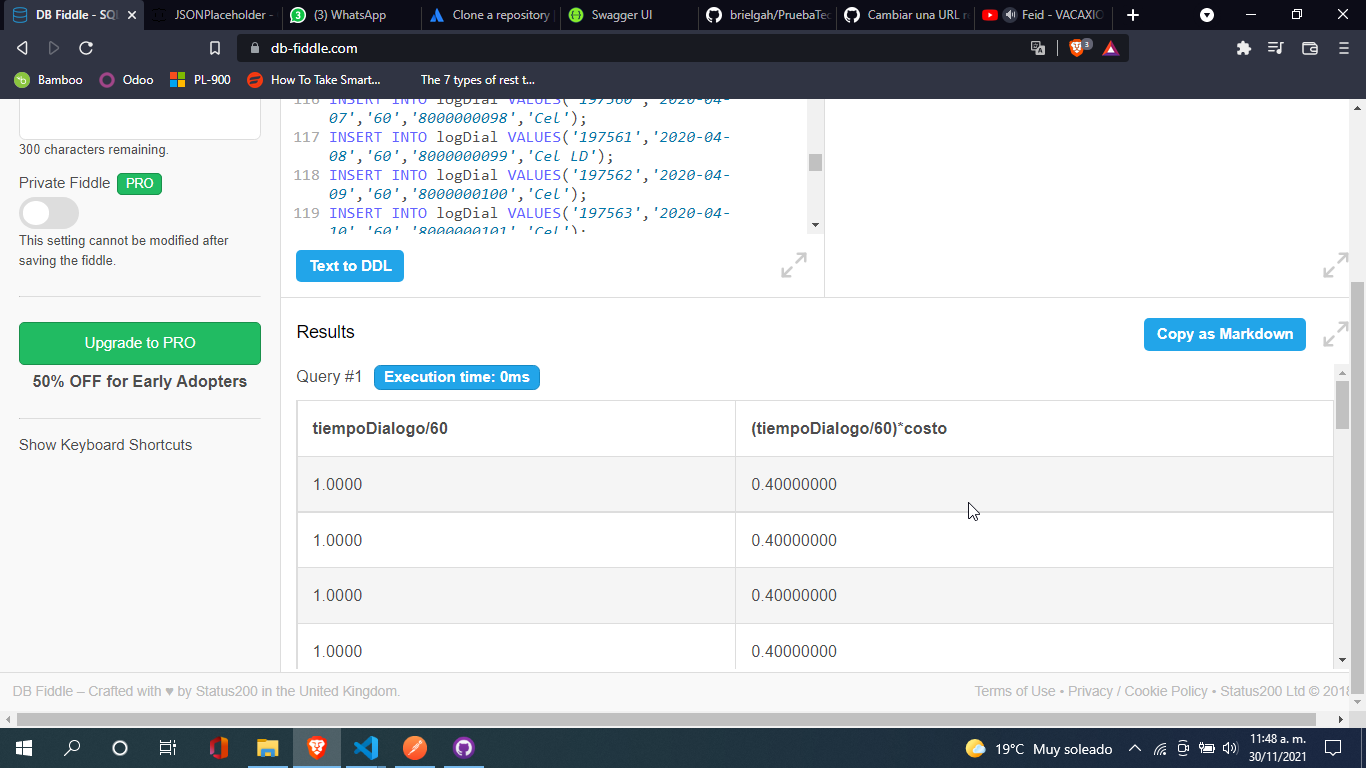 DB Fiddle - SQL
JSONPlaceholder -
3
(3) WhatsApp
Clone a repository
Swagger UI
brielgah/PruebaTec
Cambiar una URL r
Feid - VACAXIO
db-fiddle.com
3
Bamboo
Odoo
PL-900
How To Take Smart...
The 7 types of rest t...
300 characters remaining.
Private Fiddle PRO
This setting cannot be modified after
saving the fiddle.
Upgrade to PRO
50% OFF for Early Adopters
Show Keyboard Shortcuts
116 INSERT INTO logDial VALUES('197560','2020-04-
07','60','8000000098','Cel');
117 INSERT INTO logDial VALUES('197561','2020-04-
08','60','8000000099','Cel LD');
118 INSERT INTO logDial VALUES('197562','2020-04-
09','60','8000000100','Cel');
119 INSERT INTO logDial VALUES('197563','2020-04-
10','60','8000000101','Cel');
Text to DDL
Results
Copy as Markdown
Query #1 Execution time: 0ms
tiempoDialogo/60 (tiempoDialogo/60)*costo
1.0000 0.40000000
1.0000 0.40000000
1.0000 0.40000000
1.0000 0.40000000
DB Fiddle – Crafted with ♥ by Status200 in the United Kingdom.
Terms of Use • Privacy / Cookie Policy • Status200 Ltd © 2018
19°C Muy soleado
11:48 a. m.
30/11/2021